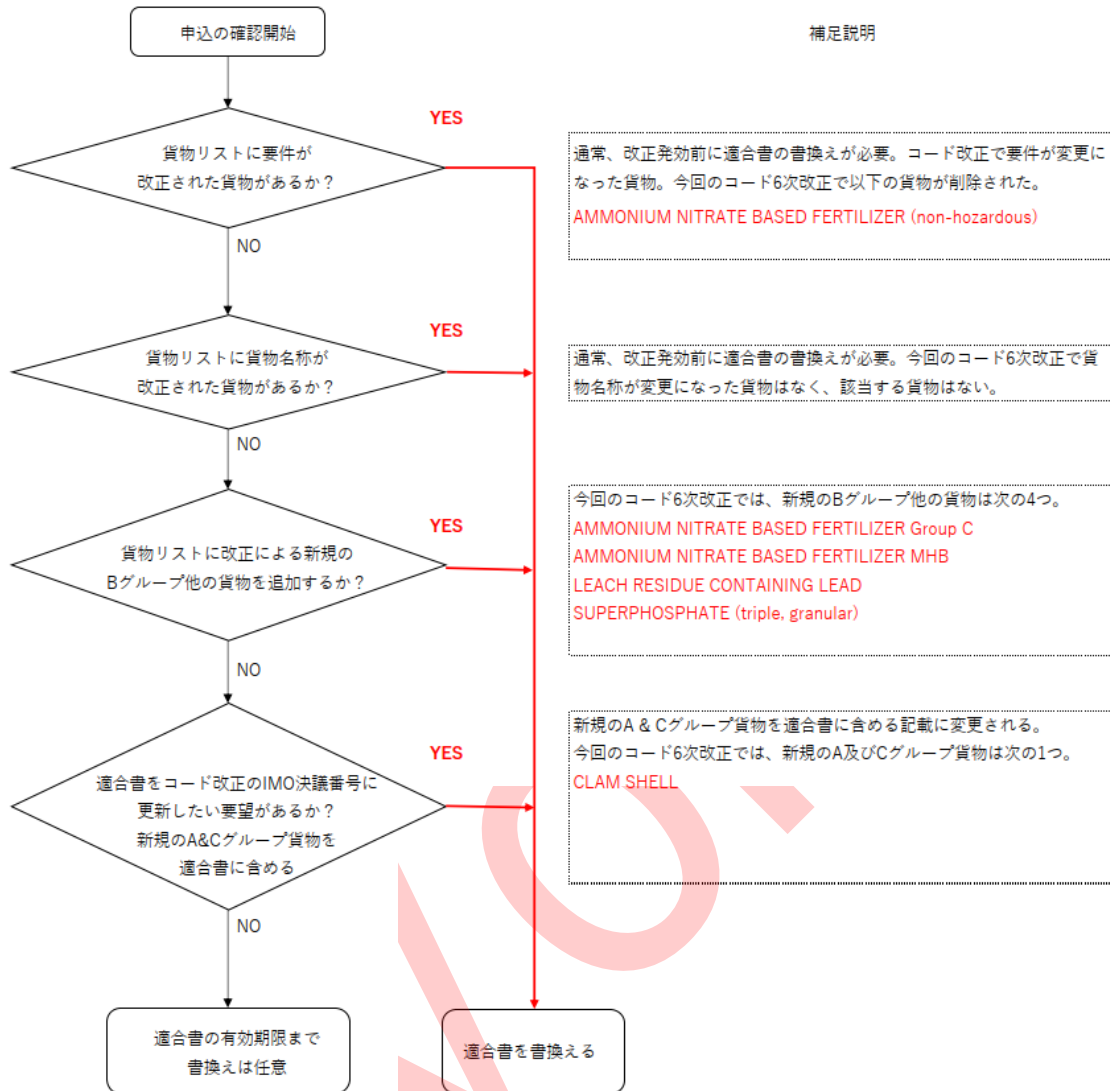 申込の確認開始
補足説明
YES
貨物リストに要件が
改正された貨物があるか？
通常、改正発効前に適合書の書換えが必要。コード改正で要件が変更に
なった貨物。今回のコード6次改正で以下の貨物が削除された。
AMMONIUM NITRATE BASED FERTILIZER (non-hozardous)
NO
YES
貨物リストに貨物名称が
改正された貨物があるか？
通常、改正発効前に適合書の書換えが必要。今回のコード6次改正で貨
物名称が変更になった貨物はなく、該当する貨物はない。
NO
YES
貨物リストに改正による新規の
Bグループ他の貨物を追加するか？
今回のコード6次改正では、新規のBグループ他の貨物は次の4つ。
AMMONIUM NITRATE BASED FERTILIZER Group C
AMMONIUM NITRATE BASED FERTILIZER MHB
LEACH RESIDUE CONTAINING LEAD
SUPERPHOSPHATE (triple, granular)
NO
YES
適合書をコード改正のIMO決議番号に
更新したい要望があるか？
新規のA&Cグループ貨物を
適合書に含める
新規のA & Cグループ貨物を適合書に含める記載に変更される。
今回のコード6次改正では、新規のA及びCグループ貨物は次の1つ。
CLAM SHELL
NO
適合書の有効期限まで
書換えは任意
適合書を書換える